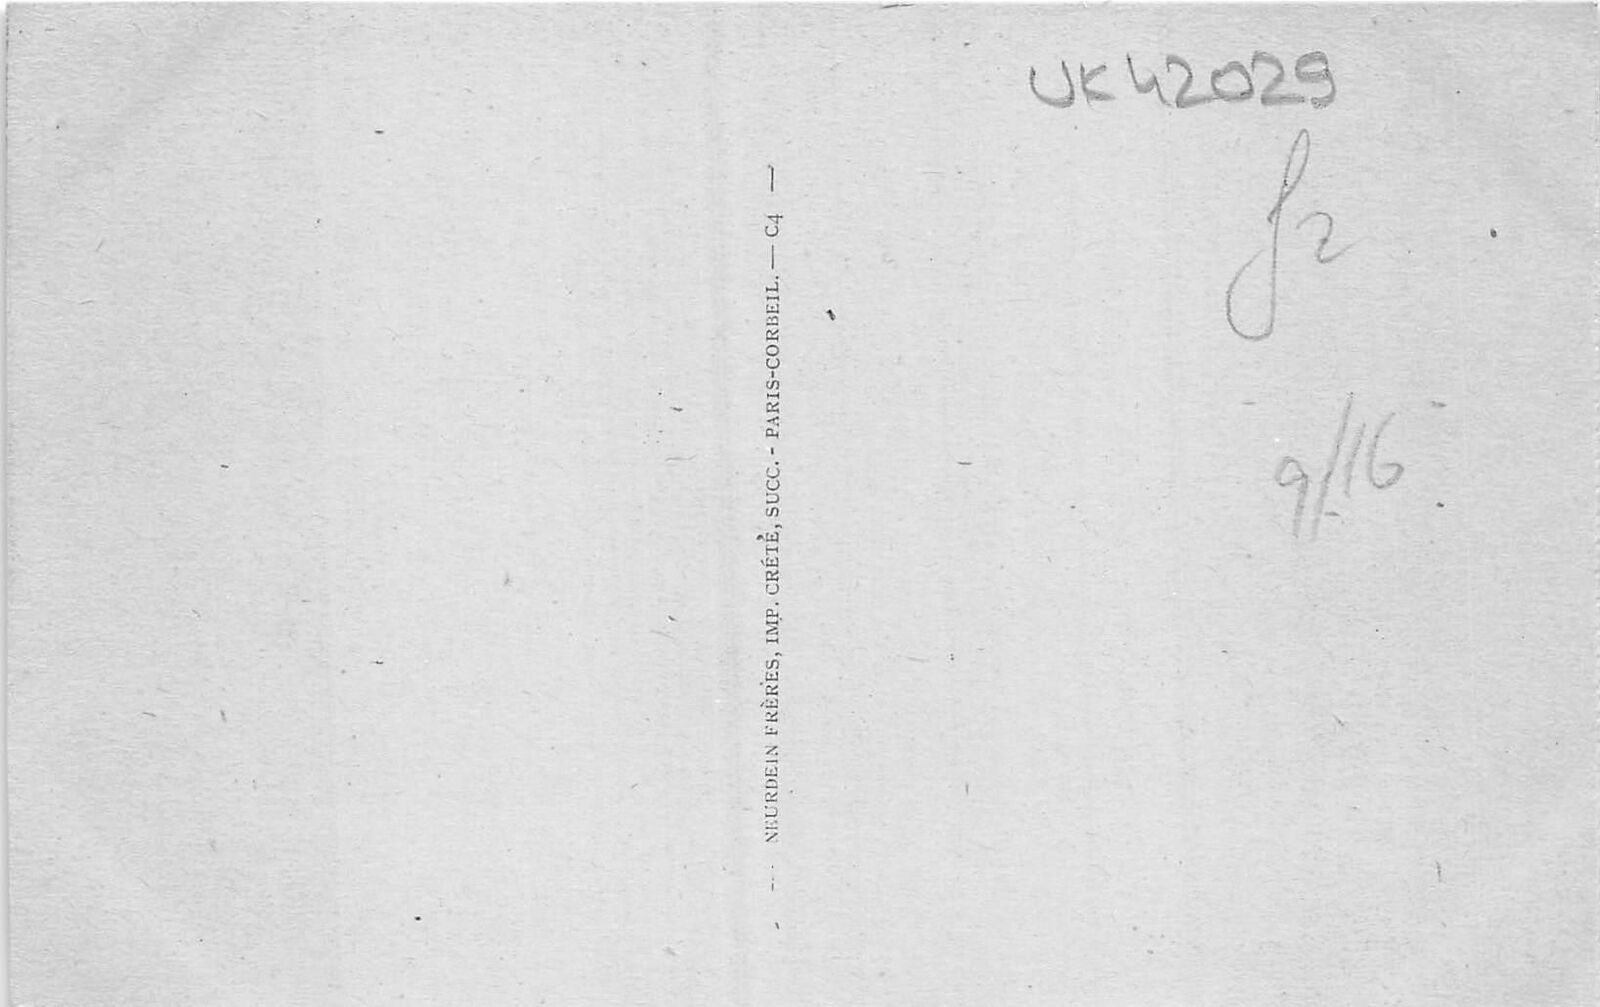 UK42029
f2
9/16
— NEURDEIN FRÈRES, IMP. CRÉTÉ, SUCC. - PARIS-CORBEIL. — C4 —